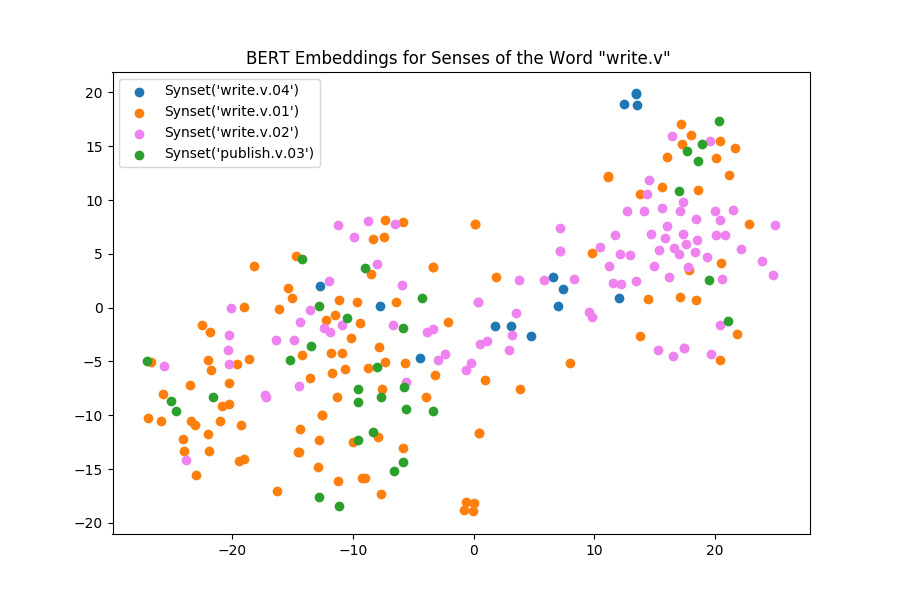 BERT Embeddings for Senses of the Word "write.v"
Synset('write.v.04')
Synset('write.v.01')
Synset('write.v.02')
Synset('publish.v.03')
20
15
10
5
0
−5
−10
−15
−20
−20 −10 0 10 20